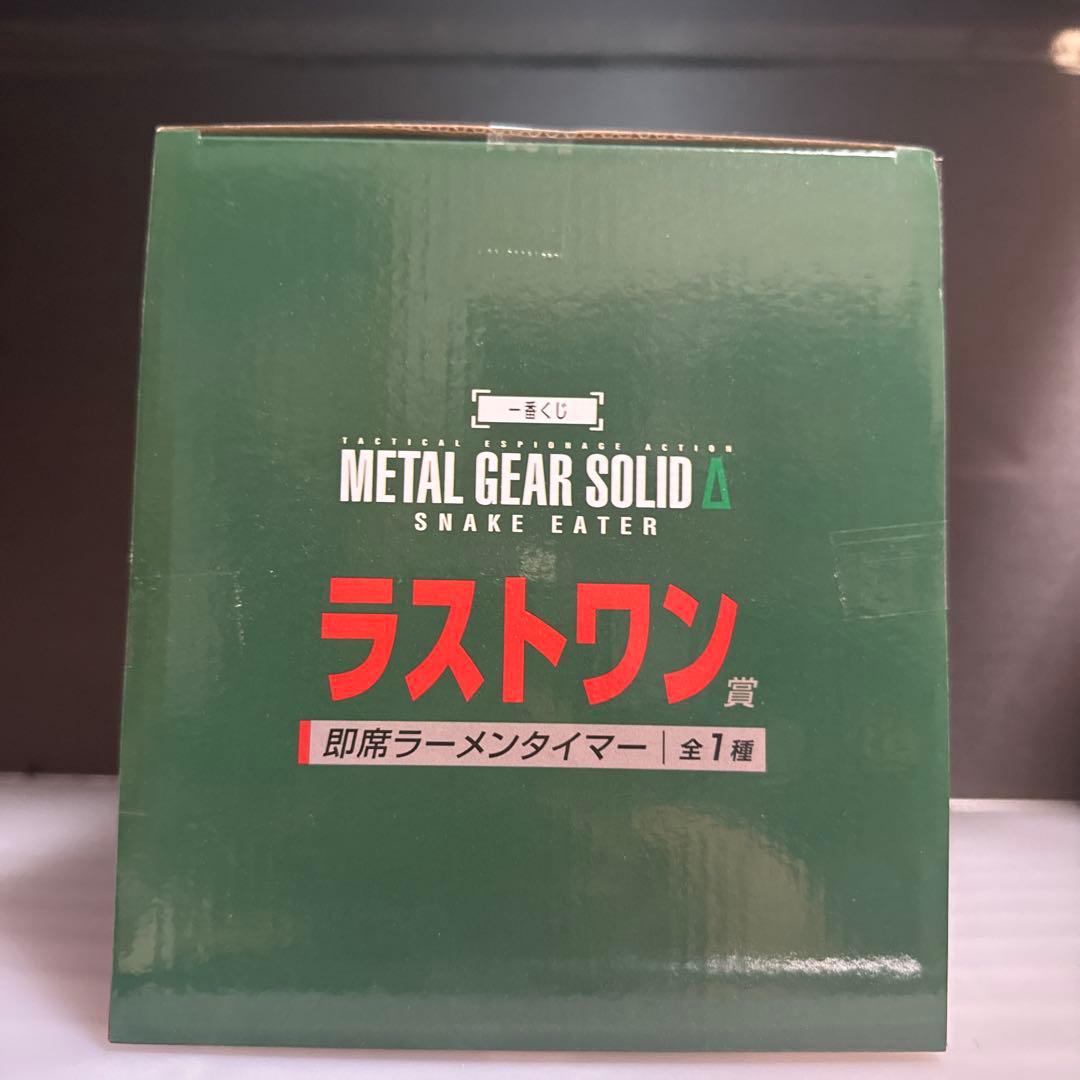 一番くじ
TACTICAL ESPIONAGE ACTION
METAL GEAR SOLID Δ
SNAKE EATER
ラストワン賞
即席ラーメンタイマー 全1種